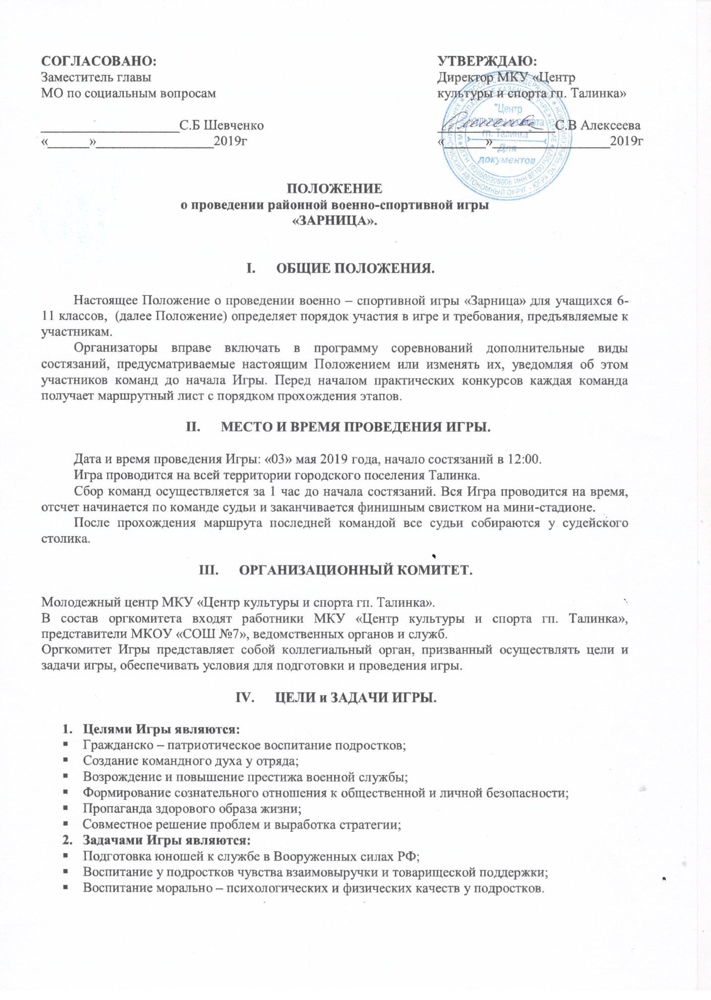 СОГЛАСОВАНО:
Заместитель главы
МО по социальным вопросам
____________________С.Б Шевченко
«______»_________________2019г
УТВЕРЖДАЮ:
Директор МКУ «Центр
культуры и спорта гп. Талинка»
_________________С.В Алексеева
«______»_________________2019г
"Центр
культуры и спорта
гп. Талинка"
Для
документов
ПОЛОЖЕНИЕ
о проведении районной военно-спортивной игры
«ЗАРНИЦА».
I. ОБЩИЕ ПОЛОЖЕНИЯ.
Настоящее Положение о проведении военно – спортивной игры «Зарница» для учащихся 6-
11 классов, (далее Положение) определяет порядок участия в игре и требования, предъявляемые к
участникам.
Организаторы вправе включать в программу соревнований дополнительные виды
состязаний, предусматриваемые настоящим Положением или изменять их, уведомляя об этом
участников команд до начала Игры. Перед началом практических конкурсов каждая команда
получает маршрутный лист с порядком прохождения этапов.
II. МЕСТО И ВРЕМЯ ПРОВЕДЕНИЯ ИГРЫ.
Дата и время проведения Игры: «03» мая 2019 года, начало состязаний в 12:00.
Игра проводится на всей территории городского поселения Талинка.
Сбор команд осуществляется за 1 час до начала состязаний. Вся Игра проводится на время,
отсчет начинается по команде судьи и заканчивается финишным свистком на мини-стадионе.
После прохождения маршрута последней командой все судьи собираются у судейского
столика.
III. ОРГАНИЗАЦИОННЫЙ КОМИТЕТ.
Молодежный центр МКУ «Центр культуры и спорта гп. Талинка».
В состав оргкомитета входят работники МКУ «Центр культуры и спорта гп. Талинка»,
представители МКОУ «СОШ №7», ведомственных органов и служб.
Оргкомитет Игры представляет собой коллегиальный орган, призванный осуществлять цели и
задачи игры, обеспечивать условия для подготовки и проведения игры.
IV. ЦЕЛИ и ЗАДАЧИ ИГРЫ.
1. Целями Игры являются:
▪ Гражданско – патриотическое воспитание подростков;
▪ Создание командного духа у отряда;
▪ Возрождение и повышение престижа военной службы;
▪ Формирование сознательного отношения к общественной и личной безопасности;
▪ Пропаганда здорового образа жизни;
▪ Совместное решение проблем и выработка стратегии;
2. Задачами Игры являются:
▪ Подготовка юношей к службе в Вооруженных силах РФ;
▪ Воспитание у подростков чувства взаимовыручки и товарищеской поддержки;
▪ Воспитание морально – психологических и физических качеств у подростков.